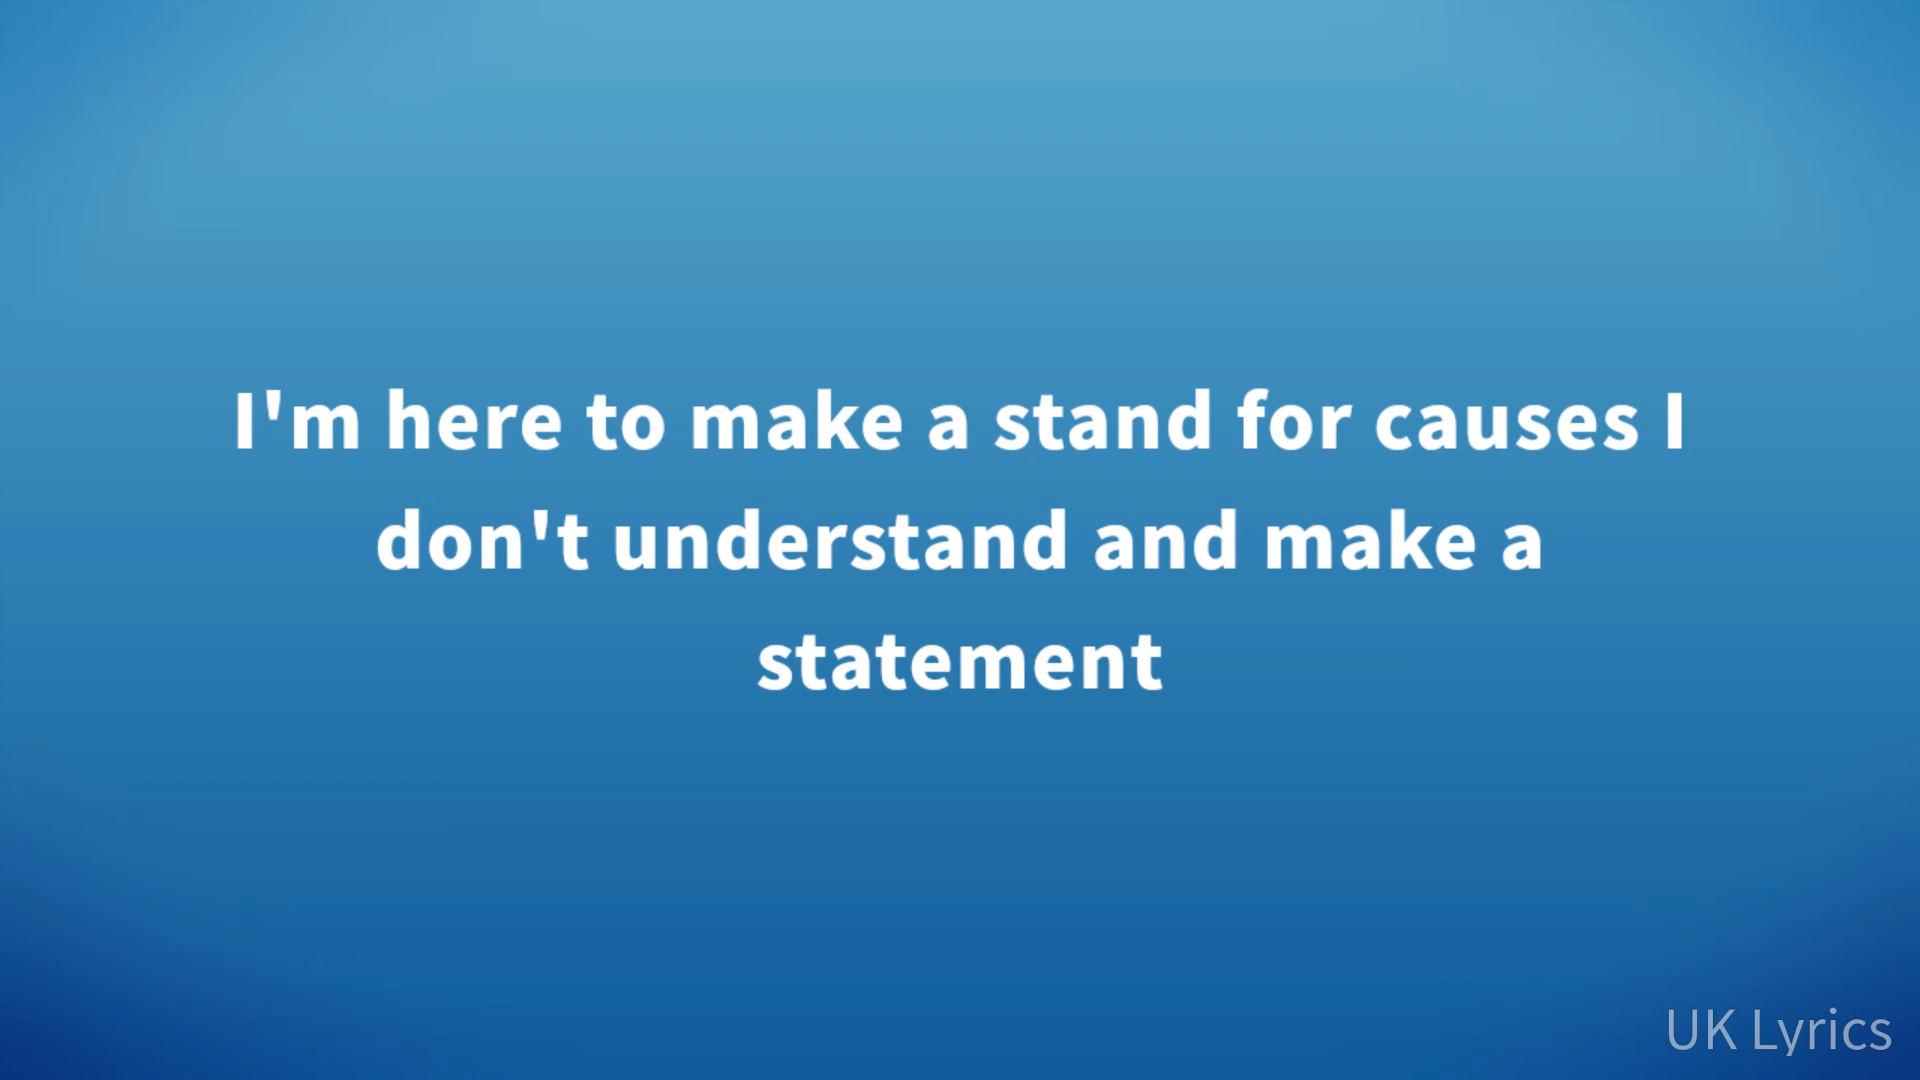 I'm here to make a stand for causes I
don't understand and make a
statement
UK Lyrics